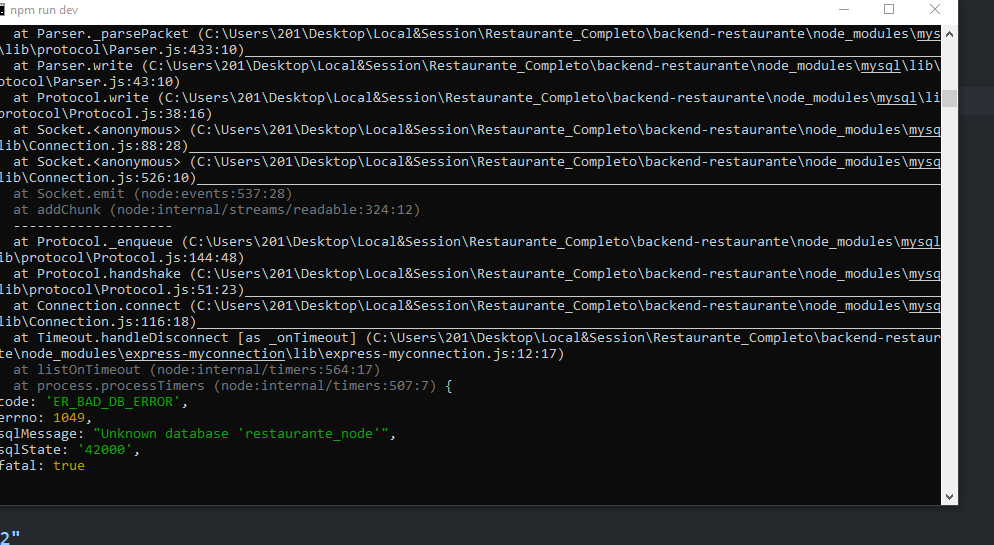 npm run dev
at Parser._parsePacket (C:\Users\201\Desktop\Local&Session\Restaurante_Completo\backend-restaurante\node_modules\mys
\lib\protocol\Parser.js:433:10)
at Parser.write (C:\Users\201\Desktop\Local&Session\Restaurante_Completo\backend-restaurante\node_modules\mysql\lib\
otocol\Parser.js:43:10)
at Protocol.write (C:\Users\201\Desktop\Local&Session\Restaurante_Completo\backend-restaurante\node_modules\mysql\li
protocol\Protocol.js:38:16)
at Socket.<anonymous> (C:\Users\201\Desktop\Local&Session\Restaurante_Completo\backend-restaurante\node_modules\mysq
lib\Connection.js:88:28)
at Socket.<anonymous> (C:\Users\201\Desktop\Local&Session\Restaurante_Completo\backend-restaurante\node_modules\mysq
lib\Connection.js:526:10)
at Socket.emit (node:events:537:28)
at addChunk (node:internal/streams/readable:324:12)
--------------------
at Protocol._enqueue (C:\Users\201\Desktop\Local&Session\Restaurante_Completo\backend-restaurante\node_modules\mysql
ib\protocol\Protocol.js:144:48)
at Protocol.handshake (C:\Users\201\Desktop\Local&Session\Restaurante_Completo\backend-restaurante\node_modules\mysq
lib\protocol\Protocol.js:51:23)
at Connection.connect (C:\Users\201\Desktop\Local&Session\Restaurante_Completo\backend-restaurante\node_modules\mysq
lib\Connection.js:116:18)
at Timeout.handleDisconnect [as _onTimeout] (C:\Users\201\Desktop\Local&Session\Restaurante_Completo\backend-restaur
te\node_modules\express-myconnection\lib\express-myconnection.js:12:17)
at listOnTimeout (node:internal/timers:564:17)
at process.processTimers (node:internal/timers:507:7) {
code: 'ER_BAD_DB_ERROR',
errno: 1049,
sqlMessage: "Unknown database 'restaurante_node'",
sqlState: '42000',
fatal: true
2"